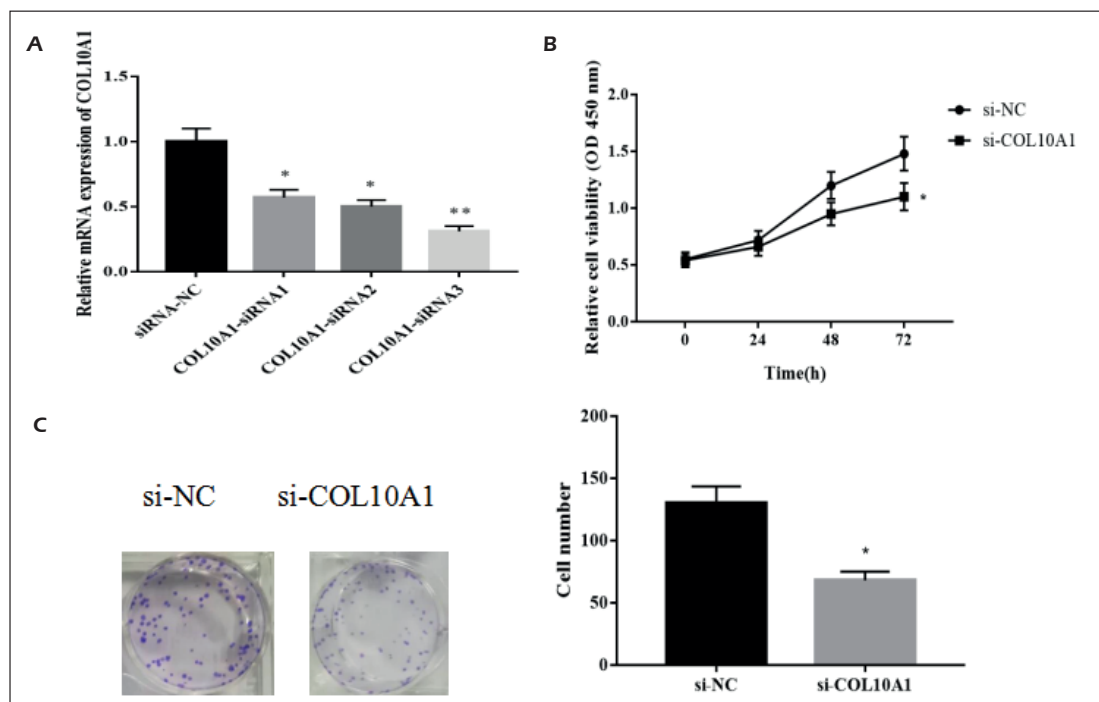 A
Relative mRNA expression of COL10A1
1.5
1.0
0.5
0.0
*
*
**
siRNA-NC
COL10A1-siRNA1
COL10A1-siRNA2
COL10A1-siRNA3
B
Relative cell viability (OD 450 nm)
2.0
1.5
1.0
0.5
0.0
0
24
48
72
Time(h)
si-NC
si-COL10A1
*
C
si-NC
si-COL10A1
Cell number
200
150
100
50
0
*
si-NC
si-COL10A1